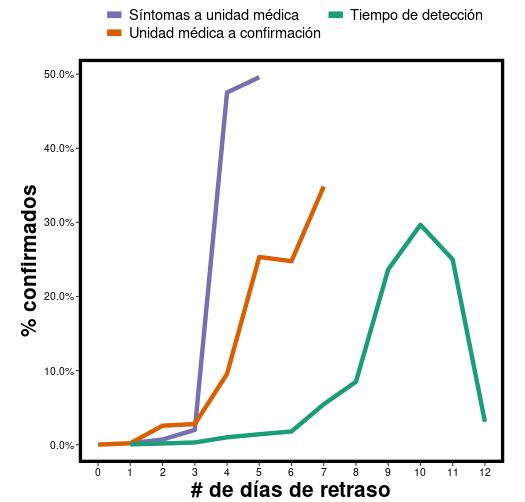 Síntomas a unidad médica
Tiempo de detección
Unidad médica a confirmación
50.0%
40.0%
30.0%
20.0%
10.0%
0.0%
% confirmados
0 1 2 3 4 5 6 7 8 9 10 11 12
# de días de retraso